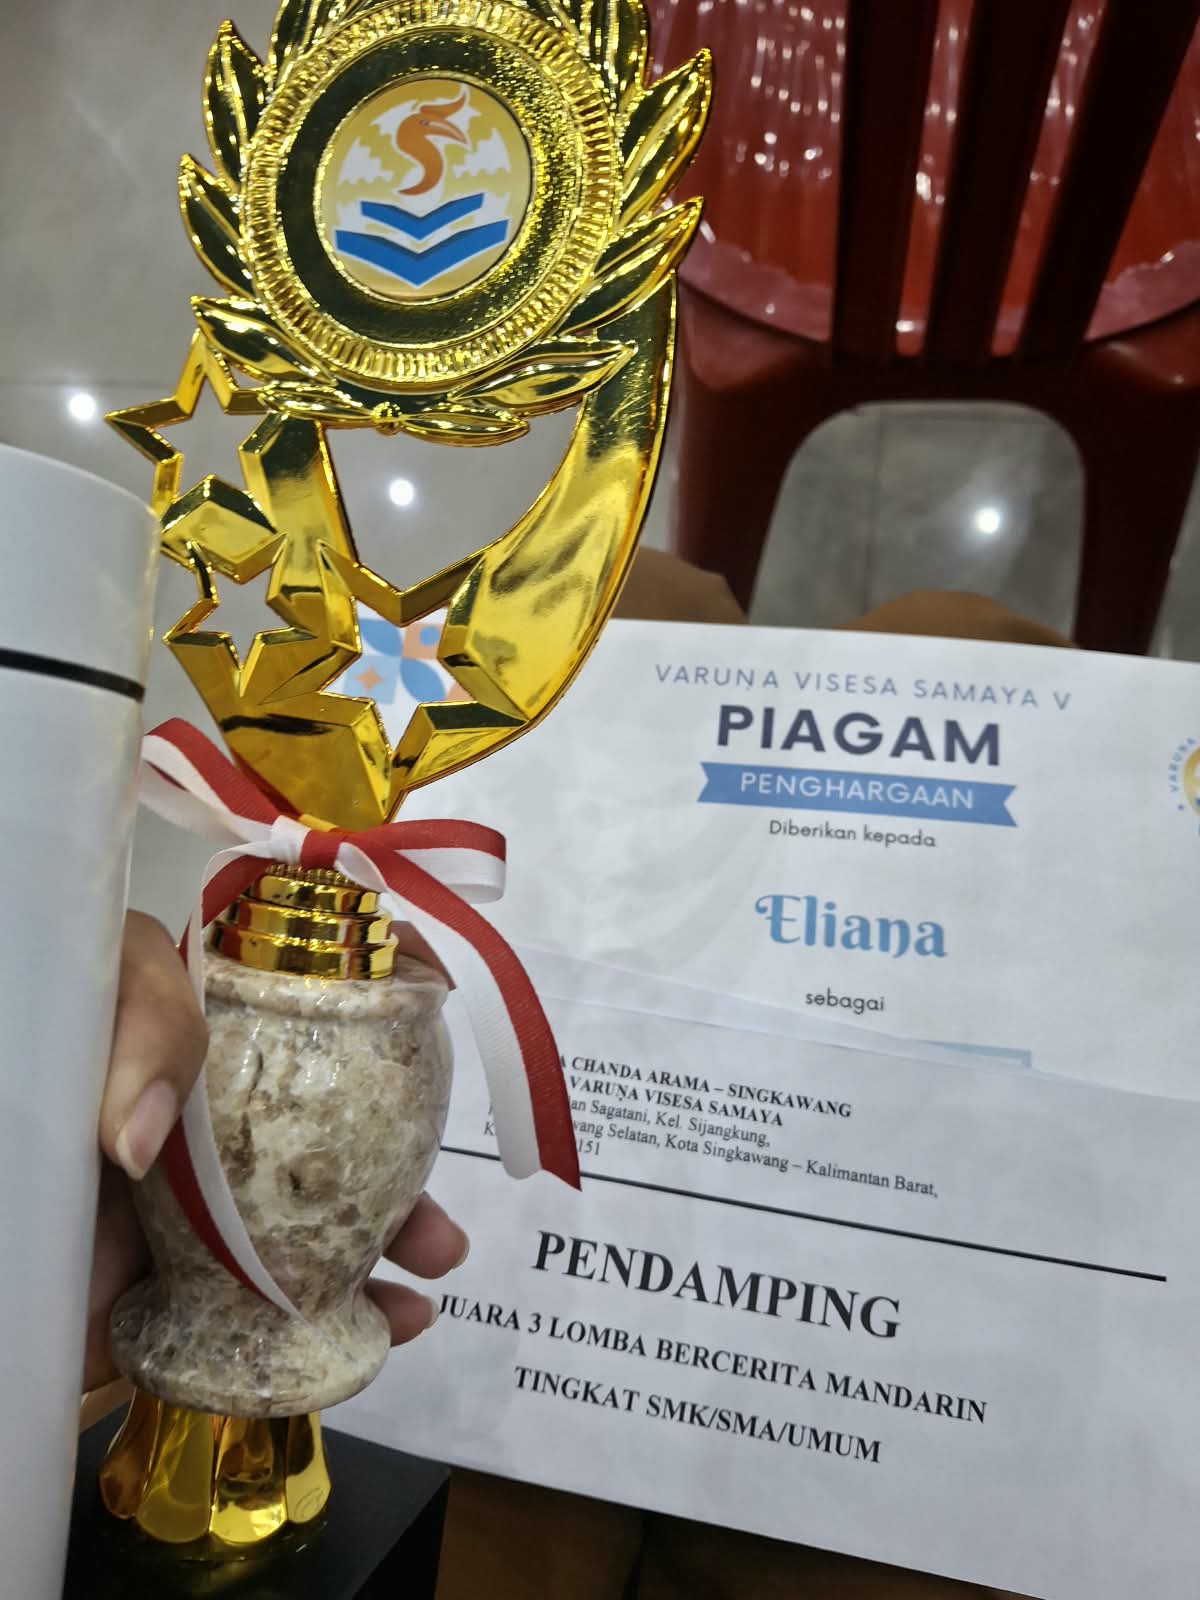 VARUṆA VISESA SAMAYA V
PIAGAM
PENGHARGAAN
Diberikan kepada
Eliana
sebagai
CHANDA ARAMA – SINGKAWANG
VARUṆA VISESA SAMAYA
Sagatani, Kel. Sijangkung,
Selatan, Kota Singkawang – Kalimantan Barat,
151
PENDAMPING
JUARA 3 LOMBA BERCERITA MANDARIN
TINGKAT SMK/SMA/UMUM